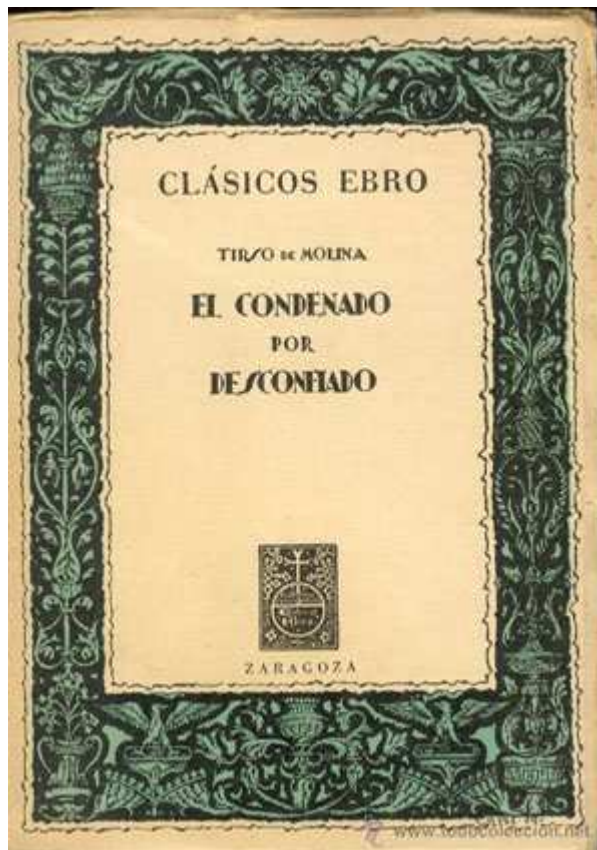 CLÁSICOS EBRO
TIRSO DE MOLINA
EL CONDENADO
POR
DESCONFIADO
ZARAGOZA
www.todocoleccion.net